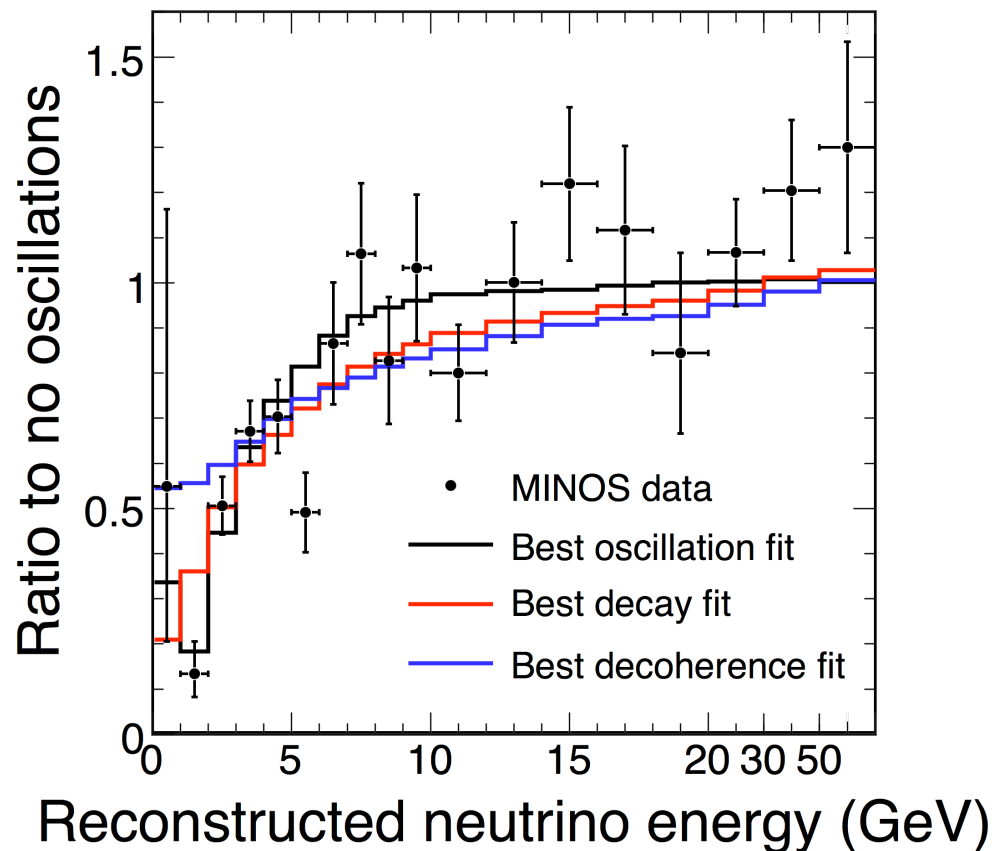 Ratio to no oscillations
1.5
1
0.5
0
MINOS data
Best oscillation fit
Best decay fit
Best decoherence fit
0 5 10 15 20 30 50
Reconstructed neutrino energy (GeV)